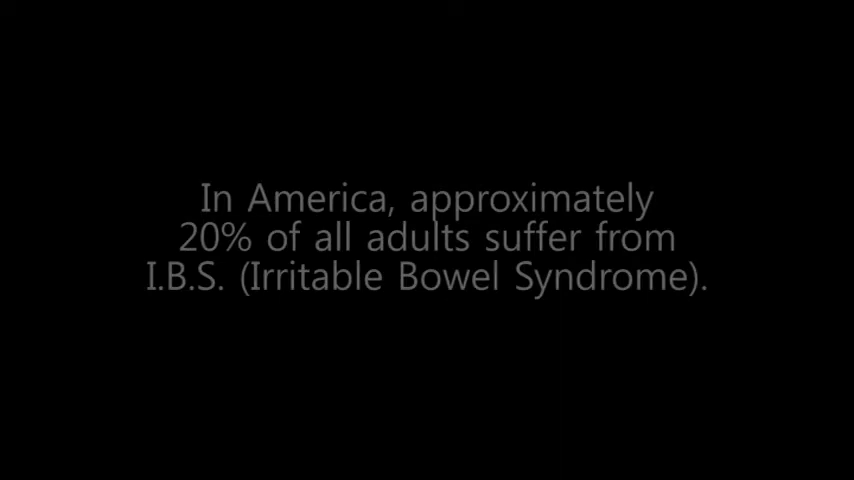 In America, approximately
20% of all adults suffer from
I.B.S. (Irritable Bowel Syndrome).